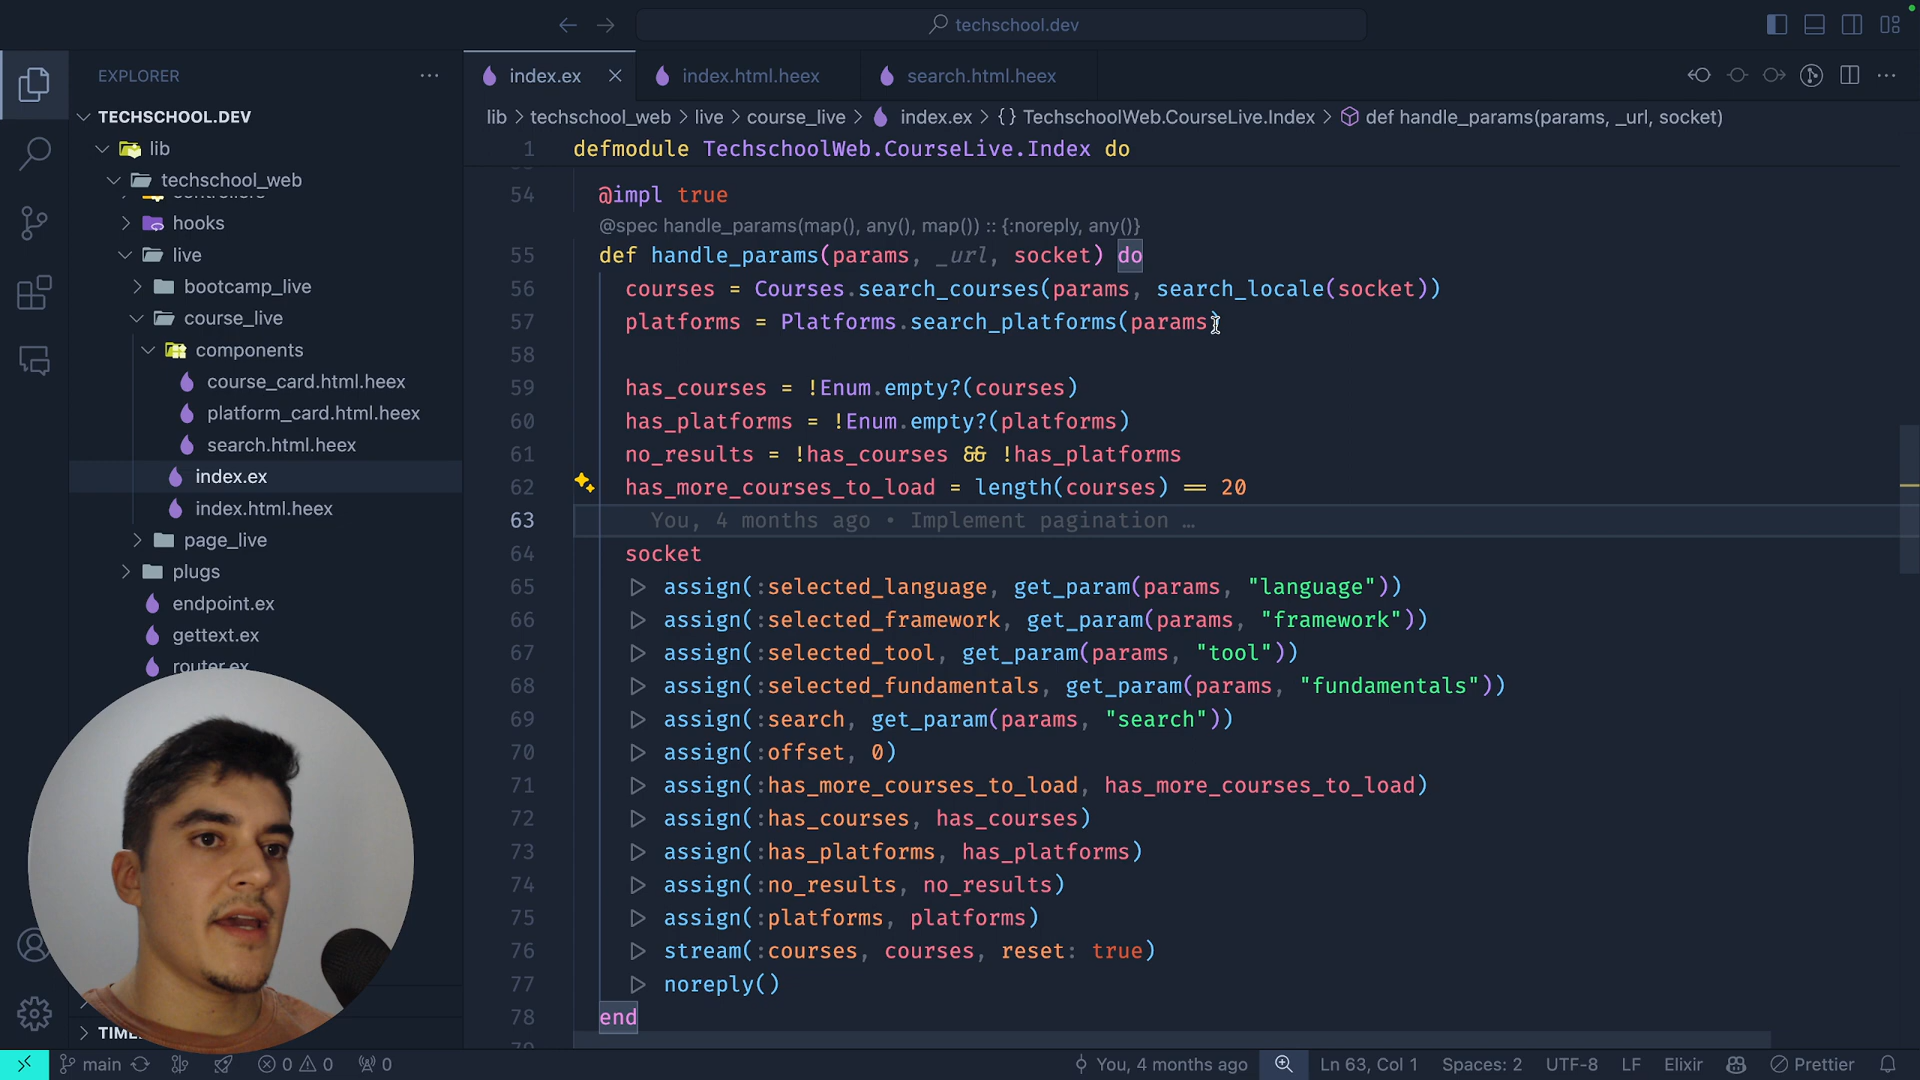 techschool.dev
EXPLORER
index.ex
index.html.heex
search.html.heex
TECHSCHOOL.DEV
lib > techschool_web > live > course_live > index.ex > {} TechschoolWeb.CourseLive.Index > def handle_params(params, _url, socket)
lib
techschool_web
hooks
live
bootcamp_live
course_live
components
course_card.html.heex
platform_card.html.heex
search.html.heex
index.ex
index.html.heex
page_live
plugs
endpoint.ex
gettext.ex
router.ex
1 defmodule TechschoolWeb.CourseLive.Index do
54 @impl true
@spec handle_params(map(), any(), map()) :: {:noreply, any()}
55 def handle_params(params, _url, socket) do
56 courses = Courses.search_courses(params, search_locale(socket))
57 platforms = Platforms.search_platforms(params)
58
59 has_courses = !Enum.empty?(courses)
60 has_platforms = !Enum.empty?(platforms)
61 no_results = !has_courses && !has_platforms
62 has_more_courses_to_load = length(courses) == 20
63 You, 4 months ago • Implement pagination …
64 socket
65 |> assign(:selected_language, get_param(params, "language"))
66 |> assign(:selected_framework, get_param(params, "framework"))
67 |> assign(:selected_tool, get_param(params, "tool"))
68 |> assign(:selected_fundamentals, get_param(params, "fundamentals"))
69 |> assign(:search, get_param(params, "search"))
70 |> assign(:offset, 0)
71 |> assign(:has_more_courses_to_load, has_more_courses_to_load)
72 |> assign(:has_courses, has_courses)
73 |> assign(:has_platforms, has_platforms)
74 |> assign(:no_results, no_results)
75 |> assign(:platforms, platforms)
76 |> stream(:courses, courses, reset: true)
77 |> noreply()
78 end
main 0 0 0
You, 4 months ago
Ln 63, Col 1
Spaces: 2
UTF-8
LF
Elixir
Prettier